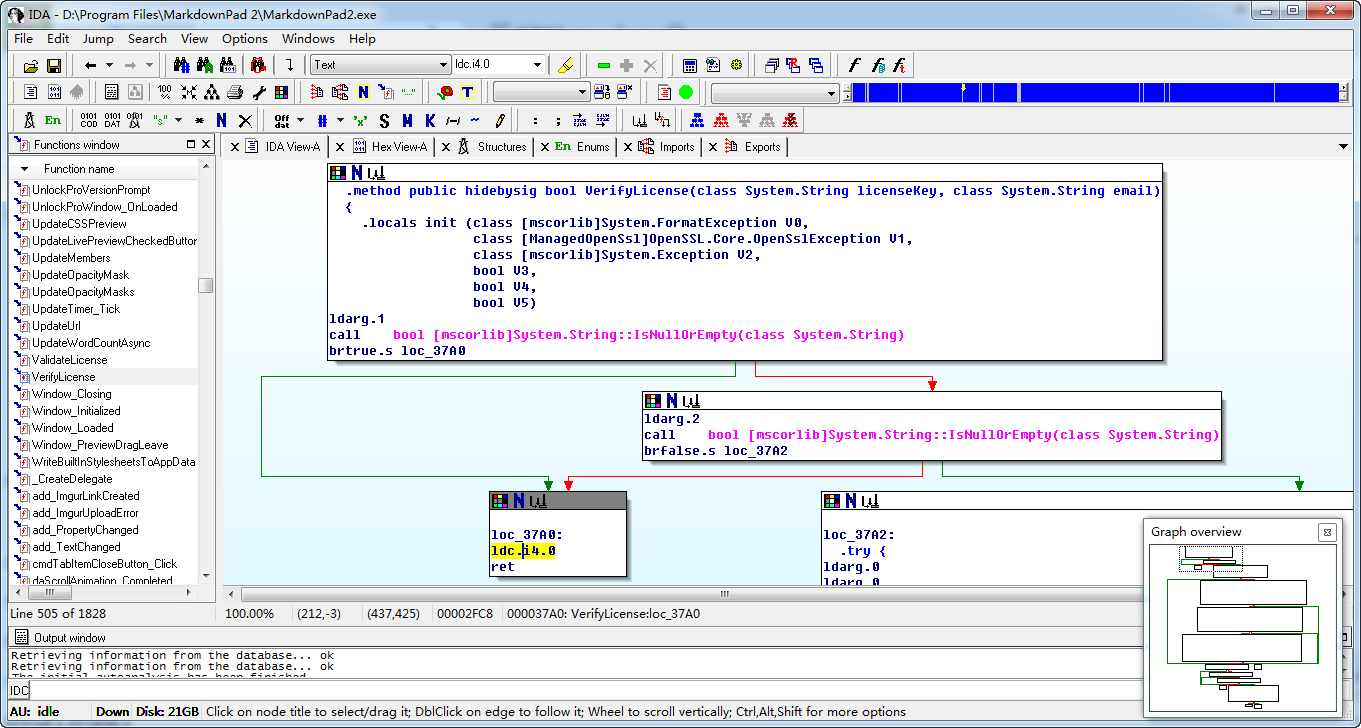 IDA - D:\Program Files\MarkdownPad 2\MarkdownPad2.exe
File Edit Jump Search View Options Windows Help
Text ldc.i4.0
En Off dat S M K
Functions window
IDA View-A Hex View-A Structures En Enums Imports Exports
Function name
UnlockProVersionPrompt
UnlockProWindow_OnLoaded
UpdateCSSPreview
UpdateLivePreviewCheckedButton
UpdateMembers
UpdateOpacityMask
UpdateOpacityMasks
UpdateTimer_Tick
UpdateUrl
UpdateWordCountAsync
ValidateLicense
VerifyLicense
Window_Closing
Window_Initialized
Window_Loaded
Window_PreviewDragLeave
WriteBuiltInStylesheetsToAppData
_CreateDelegate
add_ImgurLinkCreated
add_ImgurUploadError
add_PropertyChanged
add_TextChanged
cmdTabItemCloseButton_Click
daScrollAnimation_Completed
Line 505 of 1828
.method public hidebysig bool VerifyLicense(class System.String licenseKey, class System.String email)
{
.locals init (class [mscorlib]System.FormatException V0,
class [ManagedOpenSsl]OpenSSL.Core.OpenSslException V1,
class [mscorlib]System.Exception V2,
bool V3,
bool V4,
bool V5)
ldarg.1
call bool [mscorlib]System.String::IsNullOrEmpty(class System.String)
brtrue.s loc_37A0
ldarg.2
call bool [mscorlib]System.String::IsNullOrEmpty(class System.String)
brfalse.s loc_37A2
loc_37A0:
ldc.i4.0
ret
loc_37A2:
.try {
ldarg.0
ldarg.0
Graph overview
100.00% (212,-3) (437,425) 00002FC8 000037A0: VerifyLicense:loc_37A0
Output window
Retrieving information from the database... ok
Retrieving information from the database... ok
The initial autoanalysis has been finished.
IDC
AU: idle Down Disk: 21GB Click on node title to select/drag it; DblClick on edge to follow it; Wheel to scroll vertically; Ctrl,Alt,Shift for more options